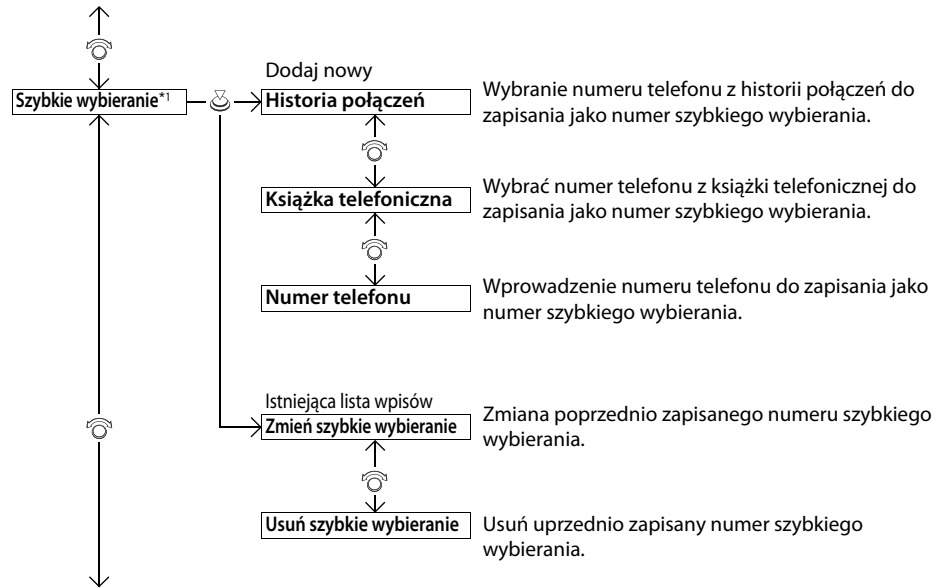 Szybkie wybieranie*1
Dodaj nowy
Historia połączeń
Wybranie numeru telefonu z historii połączeń do
zapisania jako numer szybkiego wybierania.
Książka telefoniczna
Wybrać numer telefonu z książki telefonicznej do
zapisania jako numer szybkiego wybierania.
Numer telefonu
Wprowadzenie numeru telefonu do zapisania jako
numer szybkiego wybierania.
Istniejąca lista wpisów
Zmień szybkie wybieranie
Zmiana poprzednio zapisanego numeru szybkiego
wybierania.
Usuń szybkie wybieranie
Usuń uprzednio zapisany numer szybkiego
wybierania.